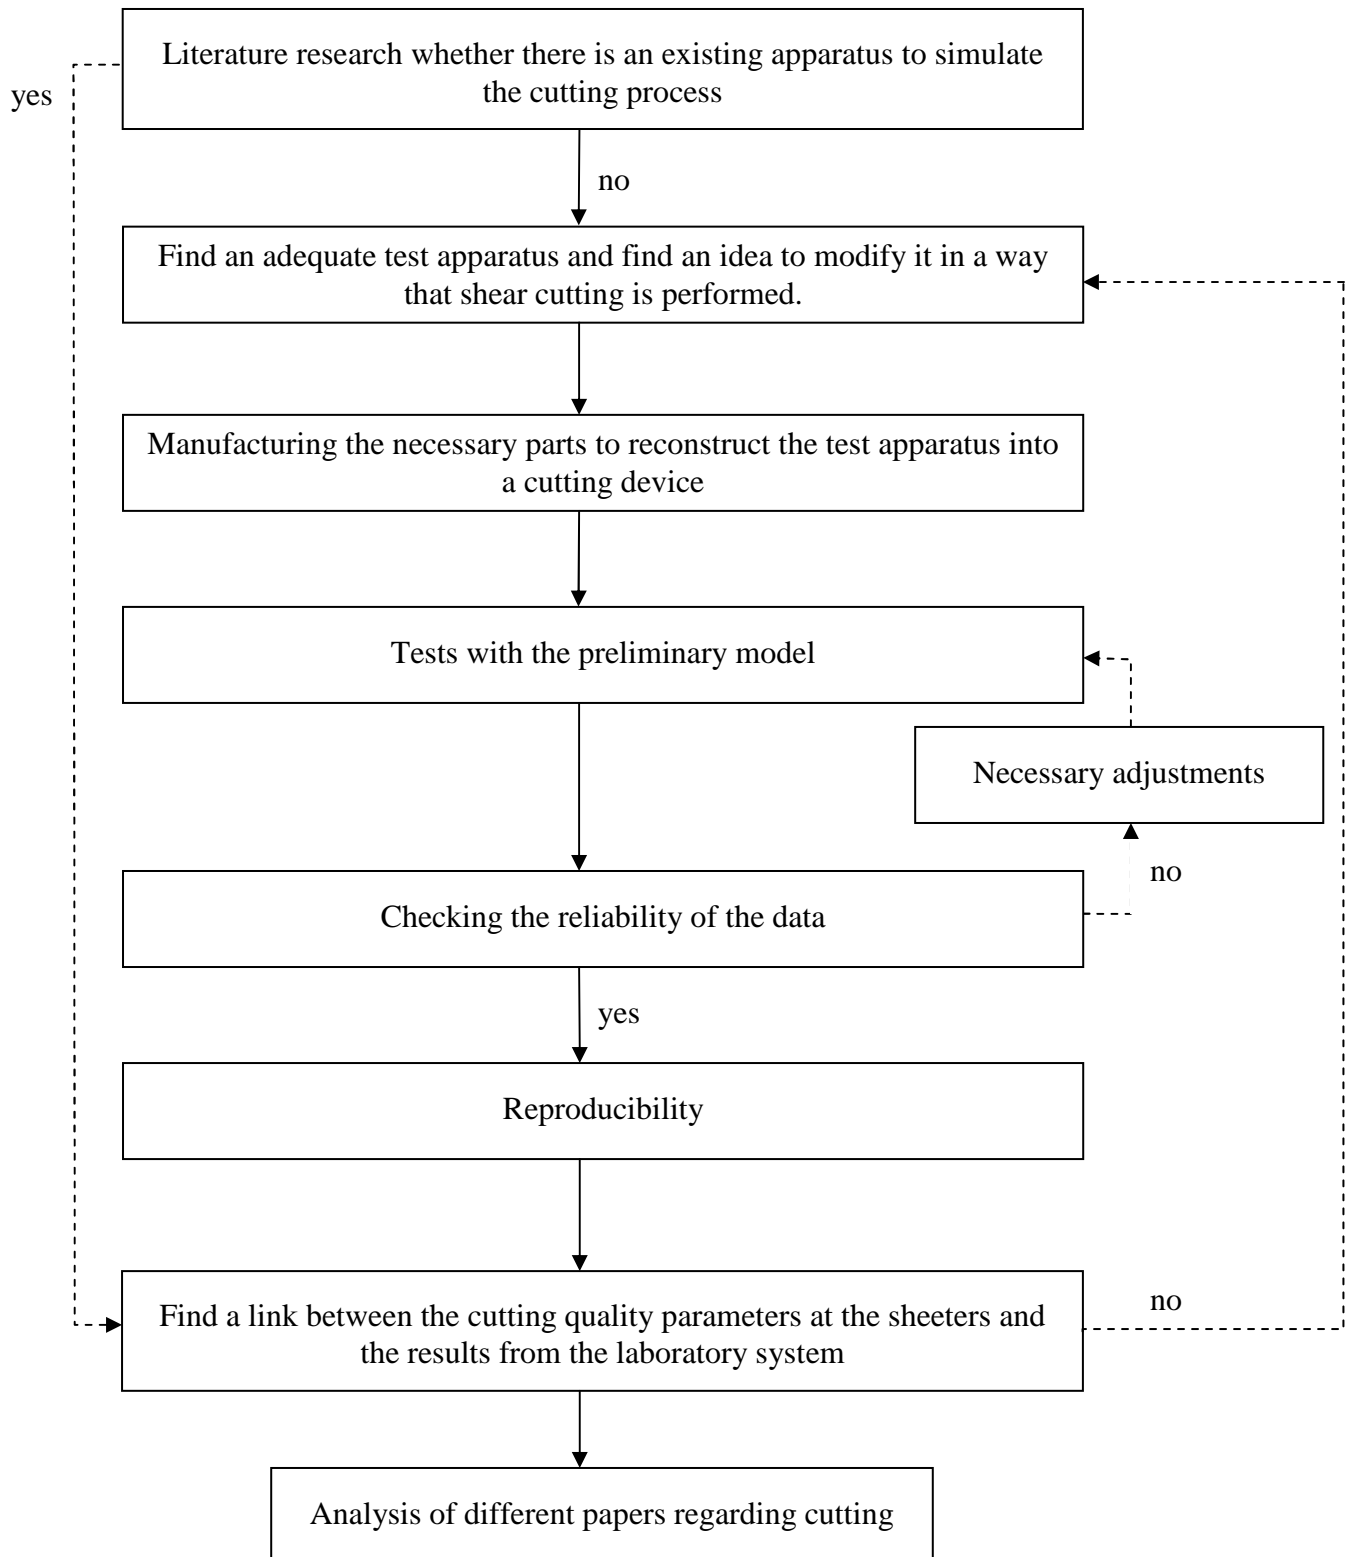 Literature research whether there is an existing apparatus to simulate
the cutting process
yes
no
Find an adequate test apparatus and find an idea to modify it in a way
that shear cutting is performed.
Manufacturing the necessary parts to reconstruct the test apparatus into
a cutting device
Tests with the preliminary model
Necessary adjustments
no
Checking the reliability of the data
yes
Reproducibility
Find a link between the cutting quality parameters at the sheeters and
the results from the laboratory system
no
Analysis of different papers regarding cutting